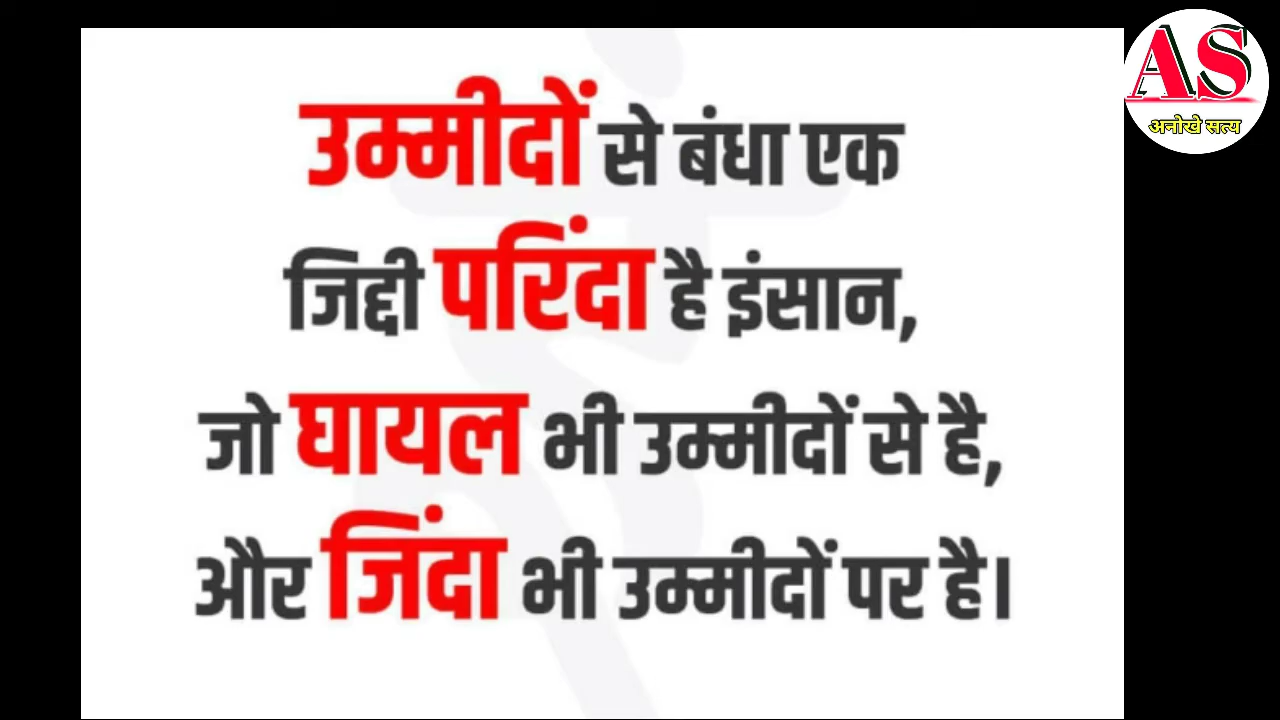 उम्मीदों से बंधा एक
जिद्दी परिंदा है इंसान,
जो घायल भी उम्मीदों से है,
और जिंदा भी उम्मीदों पर है।
AS
अनोखे सत्य